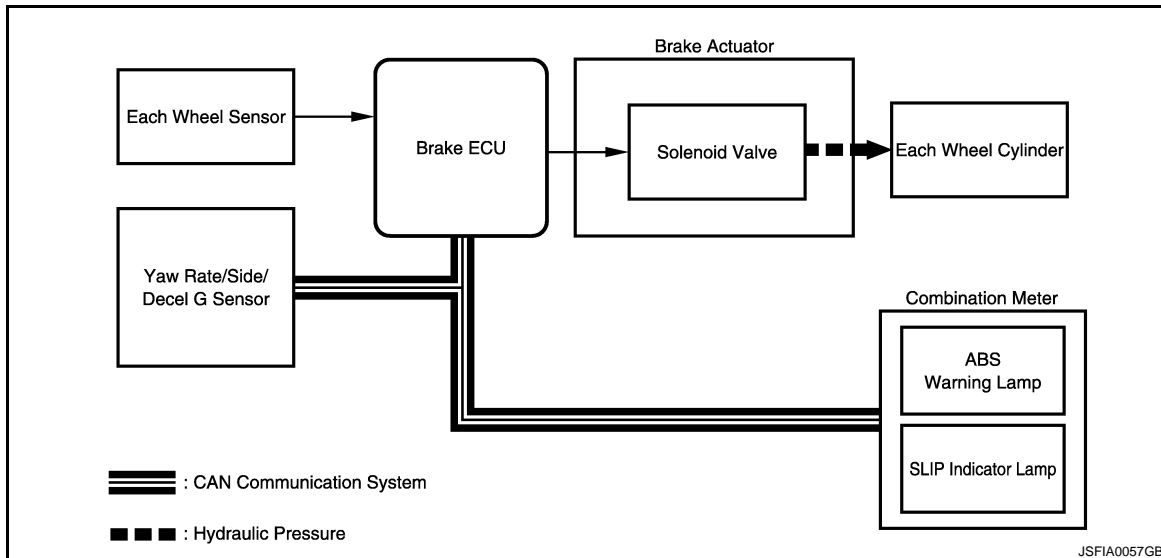 Brake Actuator
Each Wheel Sensor
Brake ECU
Solenoid Valve
Each Wheel Cylinder
Yaw Rate/Side/
Decel G Sensor
Combination Meter
ABS
Warning Lamp
SLIP Indicator Lamp
: CAN Communication System
: Hydraulic Pressure
JSFIA0057GB